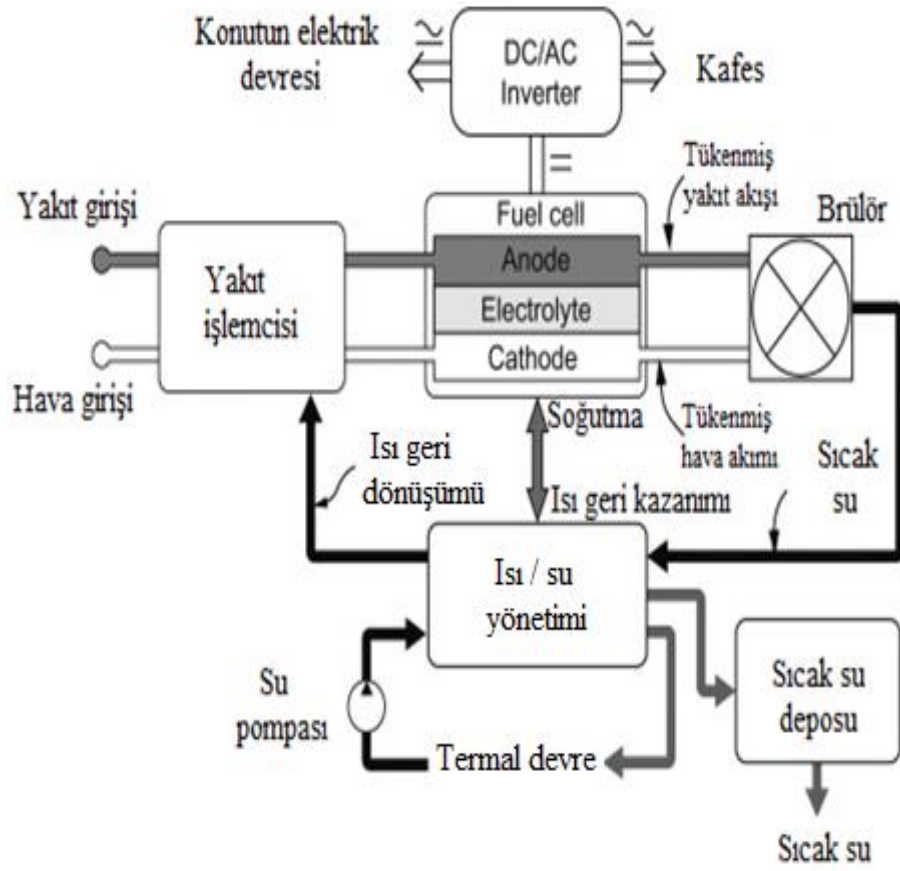 Konutun elektrik
devresi
DC/AC
Inverter
Kafes
=
Tükenmiş
yakıt akışı
Yakıt girişi
Fuel cell
Brülör
Yakıt
işlemcisi
Anode
Electrolyte
Cathode
Hava girişi
Soğutma
Tükenmiş
hava akımı
Sıcak
su
Isı geri
dönüşümü
Isı geri kazanımı
Isı / su
yönetimi
Su
pompası
Sıcak su
deposu
Termal devre
Sıcak su